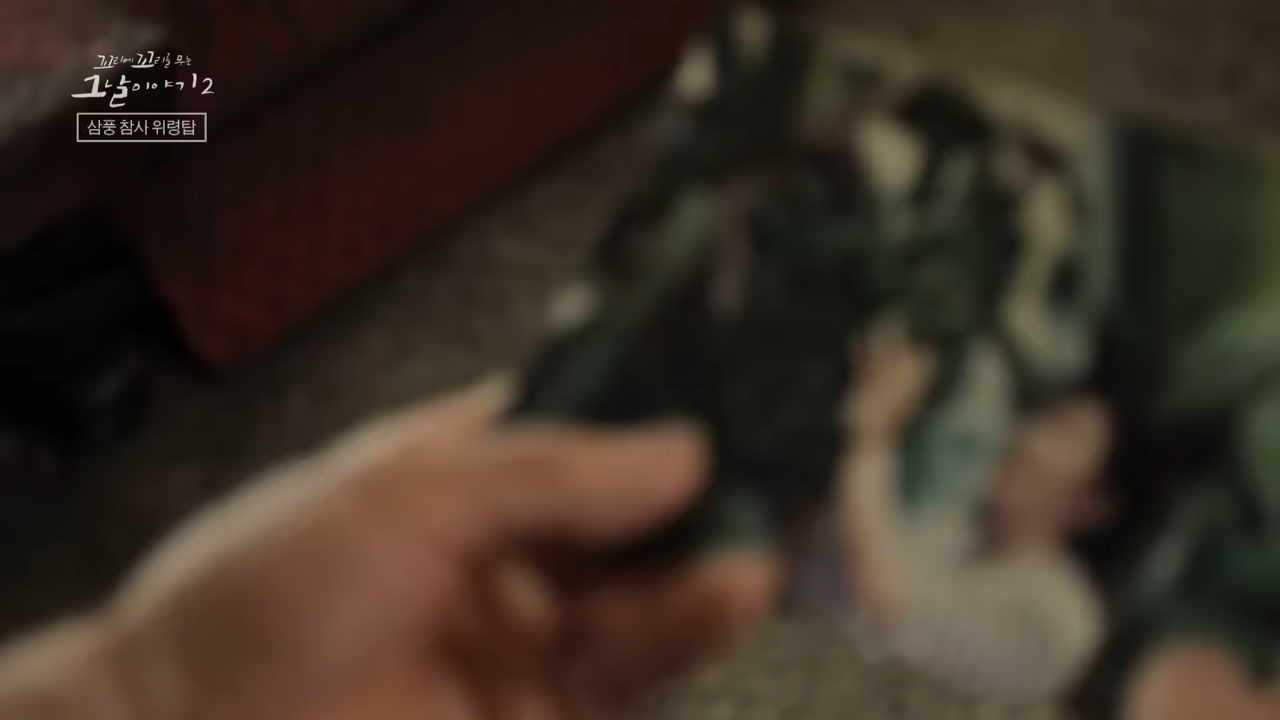 꼬리에 꼬리를 무는
그날 이야기 2
삼풍 참사 위령탑